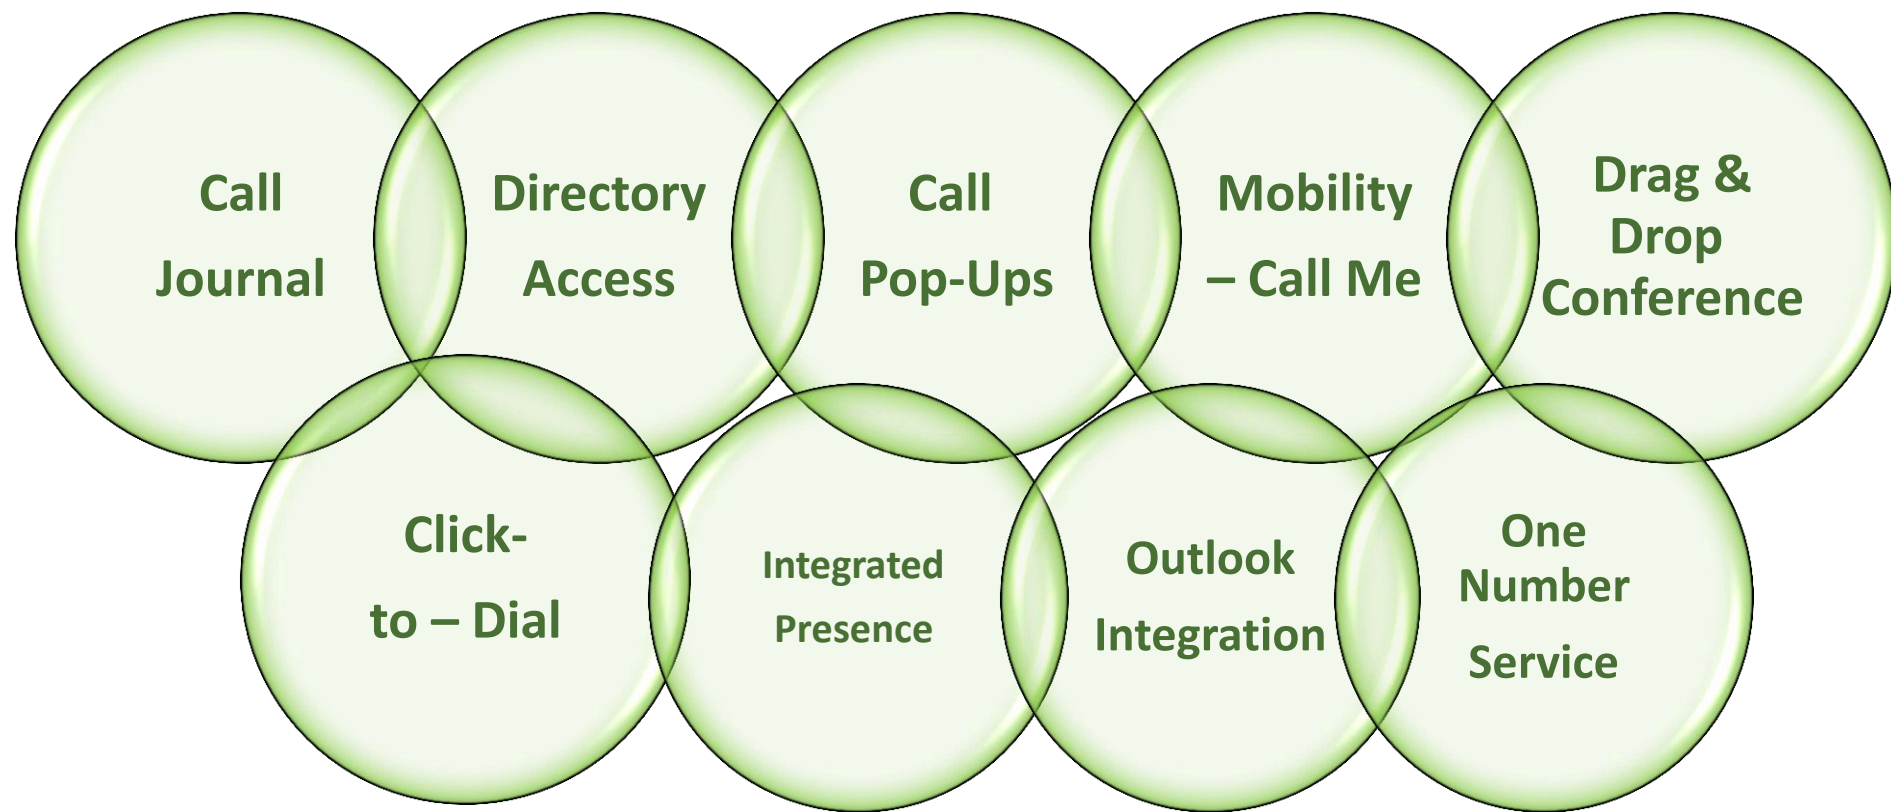 Call
Journal
Directory
Access
Call
Pop-Ups
Mobility
– Call Me
Drag &
Drop
Conference
Click-
to – Dial
Integrated
Presence
Outlook
Integration
One
Number
Service